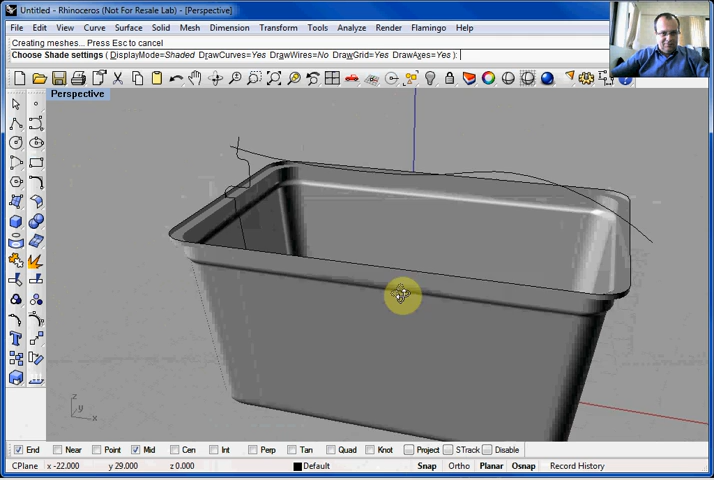 Untitled - Rhinoceros (Not For Resale Lab) - [Perspective]
File Edit View Curve Surface Solid Mesh Dimension Transform Tools Analyze Render Flamingo Help
Creating meshes... Press Esc to cancel
Choose Shade settings ( DisplayMode=Shaded DrawCurves=Yes DrawWires=No DrawGrid=Yes DrawAxes=Yes ):
Perspective
z
y
x
End Near Point Mid Cen Int Perp Tan Quad Knot Project STrack Disable
CPlane x -22.000 y 29.000 z 0.000 Default Snap Ortho Planar Osnap Record History